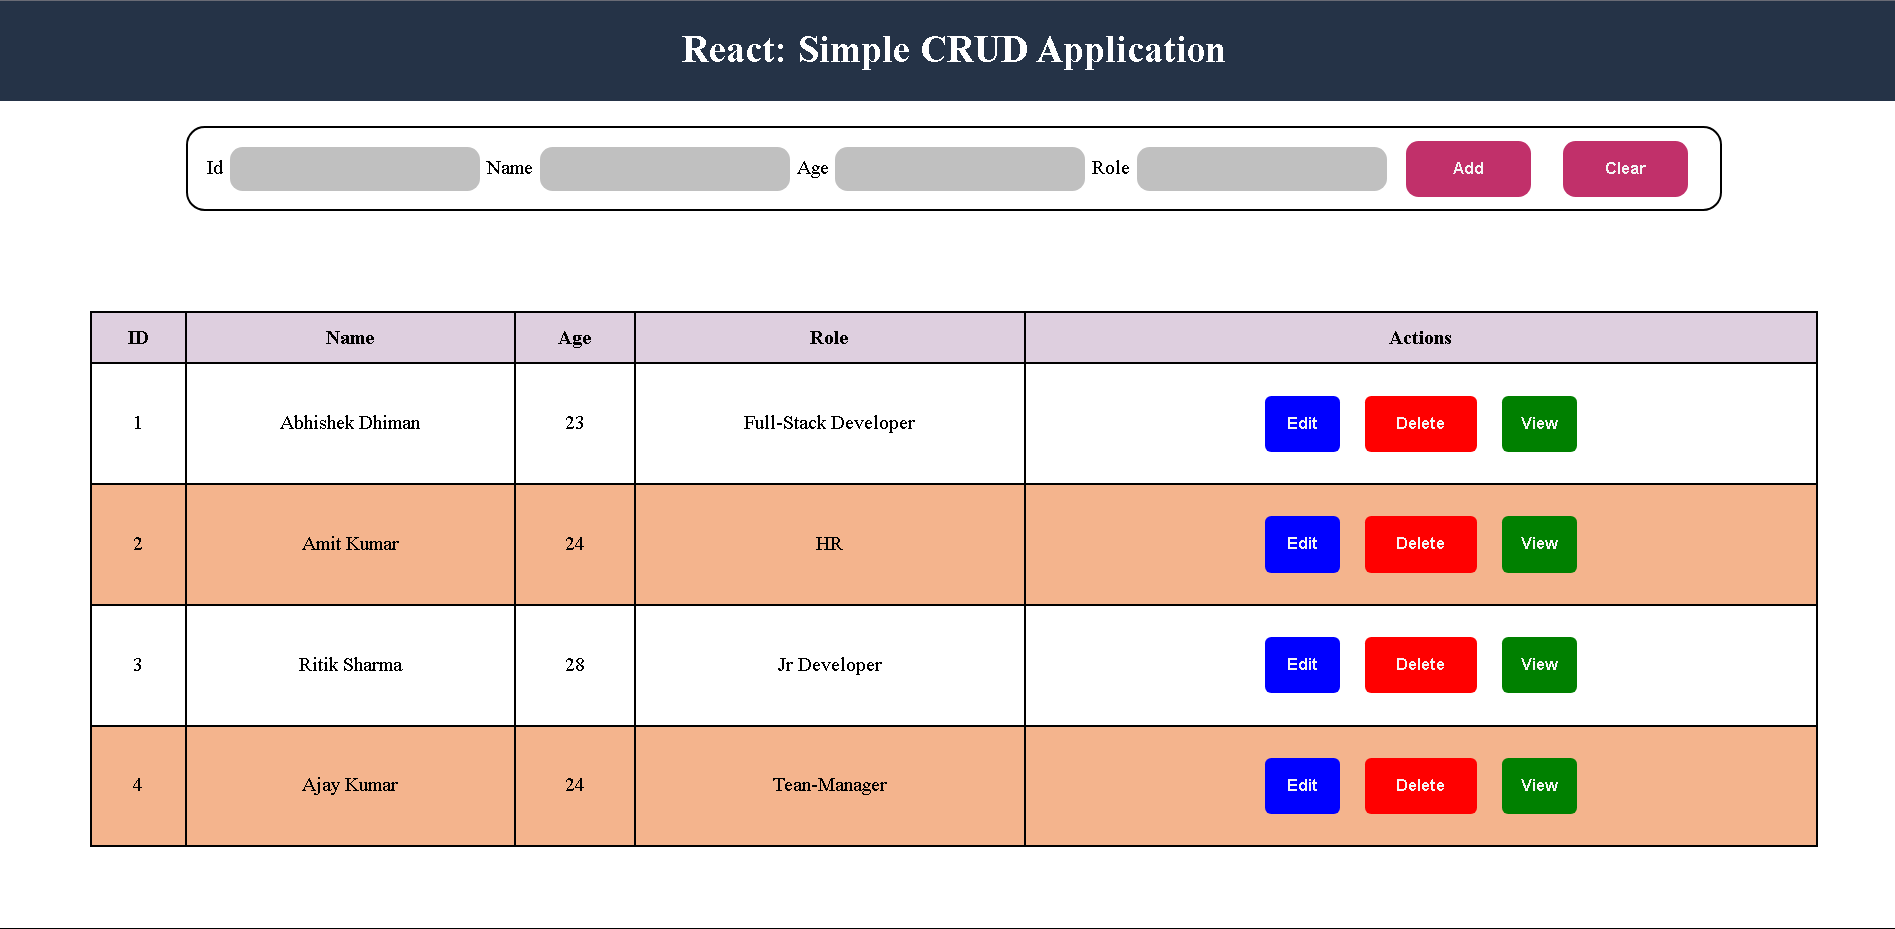 React: Simple CRUD Application
Id Name Age Role Add Clear
ID Name Age Role Actions
1 Abhishek Dhiman 23 Full-Stack Developer Edit Delete View
2 Amit Kumar 24 HR Edit Delete View
3 Ritik Sharma 28 Jr Developer Edit Delete View
4 Ajay Kumar 24 Tean-Manager Edit Delete View